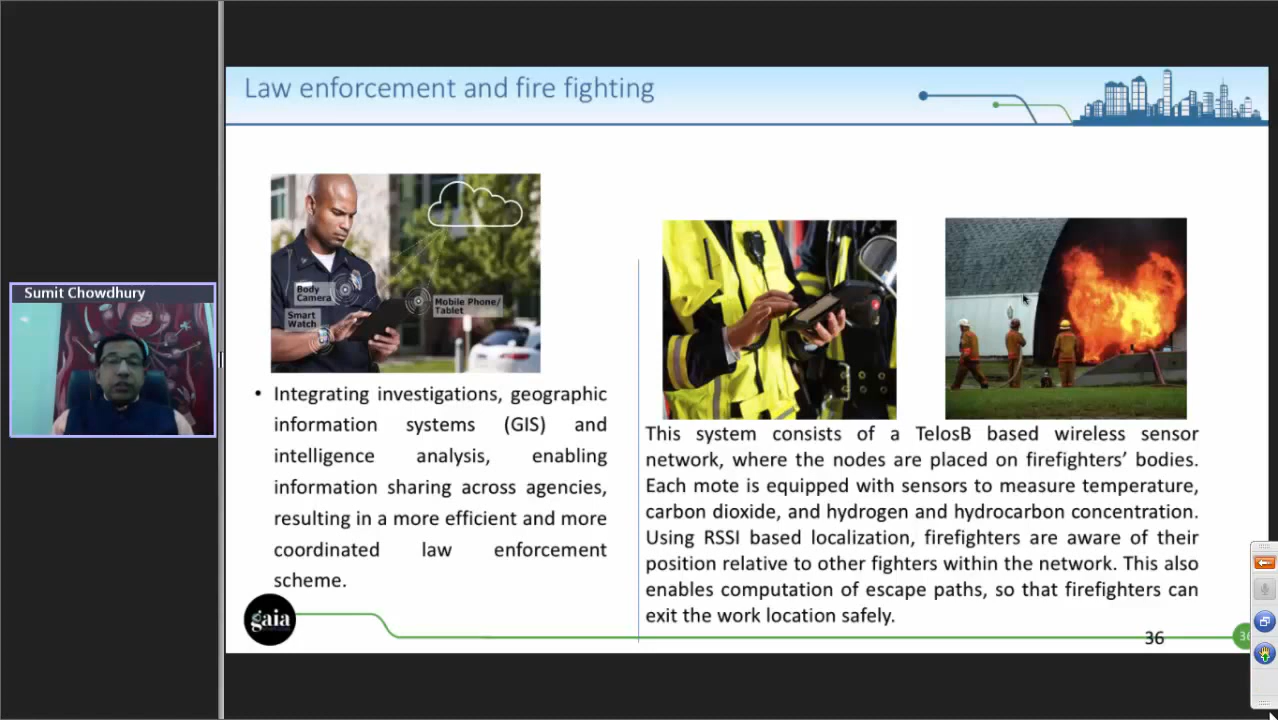 Law enforcement and fire fighting
Sumit Chowdhury
Body
Camera
Smart
Watch
Mobile Phone/
Tablet
• Integrating investigations, geographic
information systems (GIS) and
intelligence analysis, enabling
information sharing across agencies,
resulting in a more efficient and more
coordinated law enforcement
scheme.
This system consists of a TelosB based wireless sensor
network, where the nodes are placed on firefighters’ bodies.
Each mote is equipped with sensors to measure temperature,
carbon dioxide, and hydrogen and hydrocarbon concentration.
Using RSSI based localization, firefighters are aware of their
position relative to other fighters within the network. This also
enables computation of escape paths, so that firefighters can
exit the work location safely.
gaia
36
36